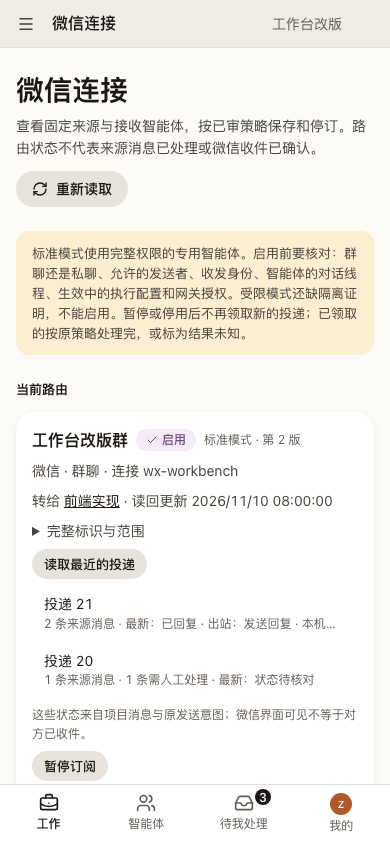 微信连接
工作台改版
微信连接
查看固定来源与接收智能体，按已审策略保存和停订。路
由状态不代表来源消息已处理或微信收件已确认。
重新读取
标准模式使用完整权限的专用智能体。启用前要核对：群
聊还是私聊、允许的发送者、收发身份、智能体的对话线
程、生效中的执行配置和网关授权。受限模式还缺隔离证
明，不能启用。暂停或停用后不再领取新的投递；已领取
的按原策略处理完，或标为结果未知。
当前路由
工作台改版群
启用
标准模式 · 第 2 版
微信 · 群聊 · 连接 wx-workbench
转给 前端实现 · 读回更新 2026/11/10 08:00:00
完整标识与范围
读取最近的投递
投递 21
2 条来源消息 · 最新：已回复 · 出站：发送回复 · 本机...
投递 20
1 条来源消息 · 1 条需人工处理 · 最新：状态待核对
这些状态来自项目消息与原发送意图；微信界面可见不等于对
方已收件。
暂停订阅
工作
智能体
3
待我处理
z
我的